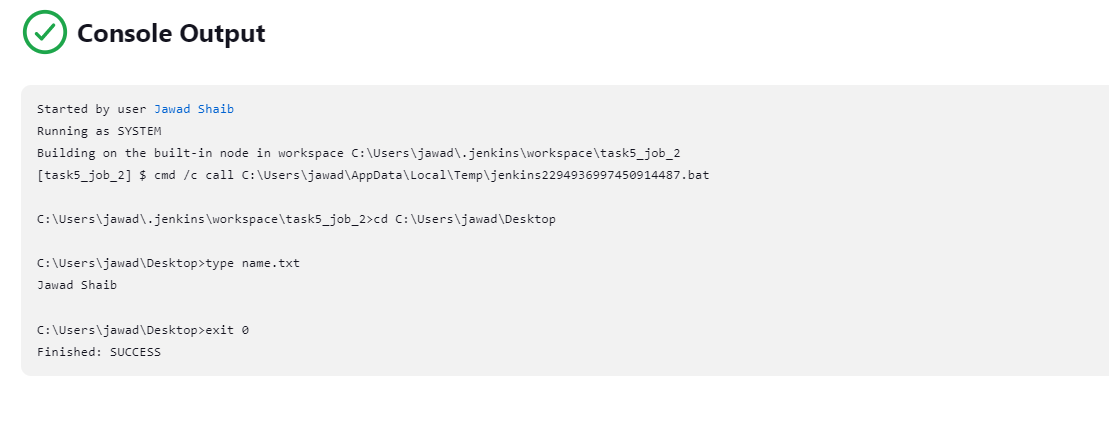 Console Output
Started by user Jawad Shaib
Running as SYSTEM
Building on the built-in node in workspace C:\Users\jawad\.jenkins\workspace\task5_job_2
[task5_job_2] $ cmd /c call C:\Users\jawad\AppData\Local\Temp\jenkins2294936997450914487.bat
C:\Users\jawad\.jenkins\workspace\task5_job_2>cd C:\Users\jawad\Desktop
C:\Users\jawad\Desktop>type name.txt
Jawad Shaib
C:\Users\jawad\Desktop>exit 0
Finished: SUCCESS